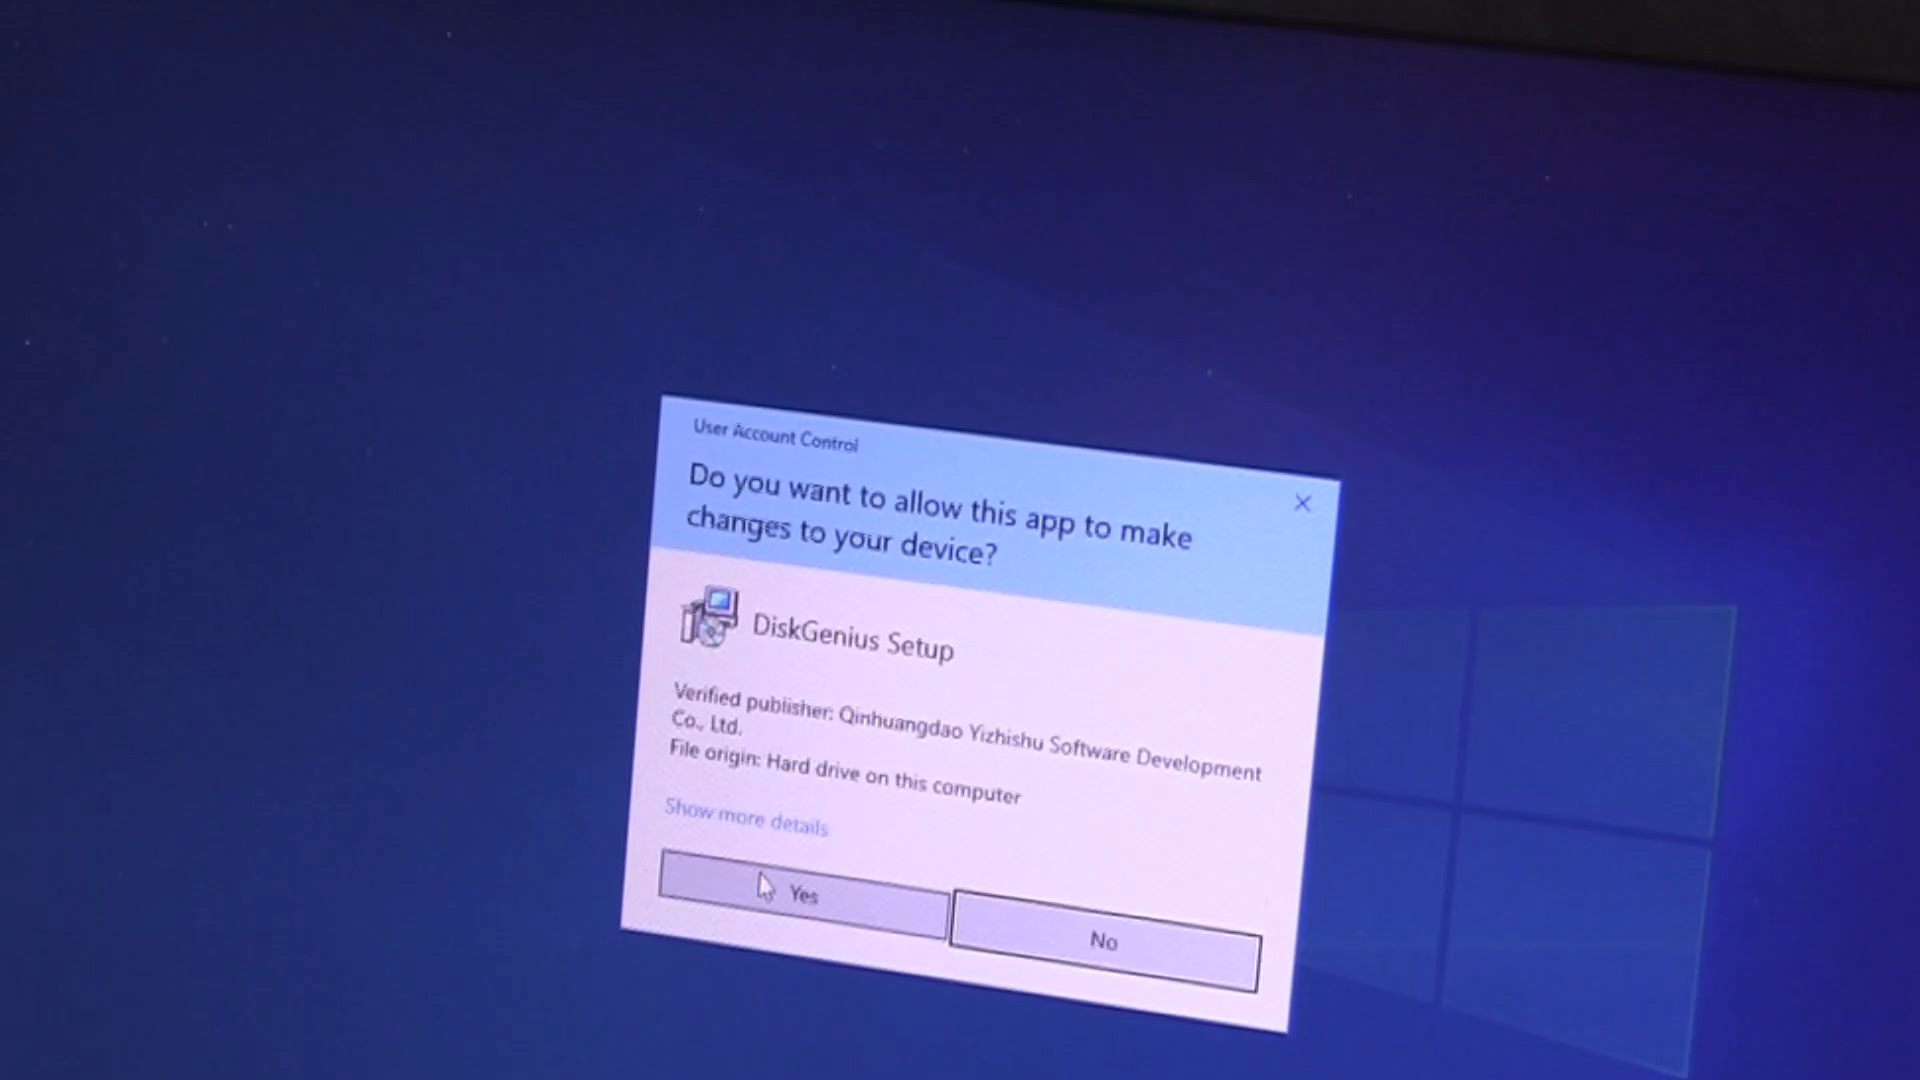 User Account Control
Do you want to allow this app to make
changes to your device?
DiskGenius Setup
Verified publisher: Qinhuangdao Yizhishu Software Development
Co., Ltd.
File origin: Hard drive on this computer
Show more details
Yes
No